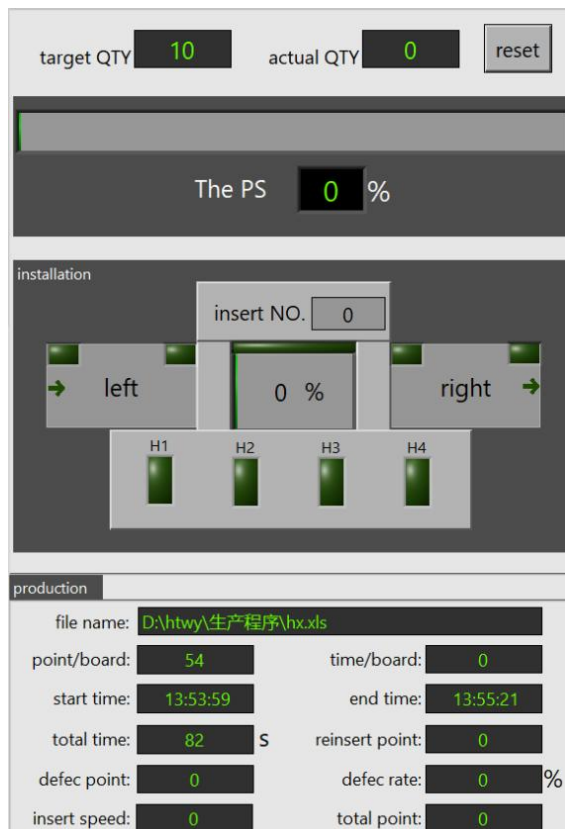 target QTY 10 actual QTY 0 reset
The PS 0 %
installation
insert NO. 0
left 0 % right
H1 H2 H3 H4
production
file name: D:\htwy\生产程序\hx.xls
point/board: 54 time/board: 0
start time: 13:53:59 end time: 13:55:21
total time: 82 S reinsert point: 0
defec point: 0 defec rate: 0 %
insert speed: 0 total point: 0